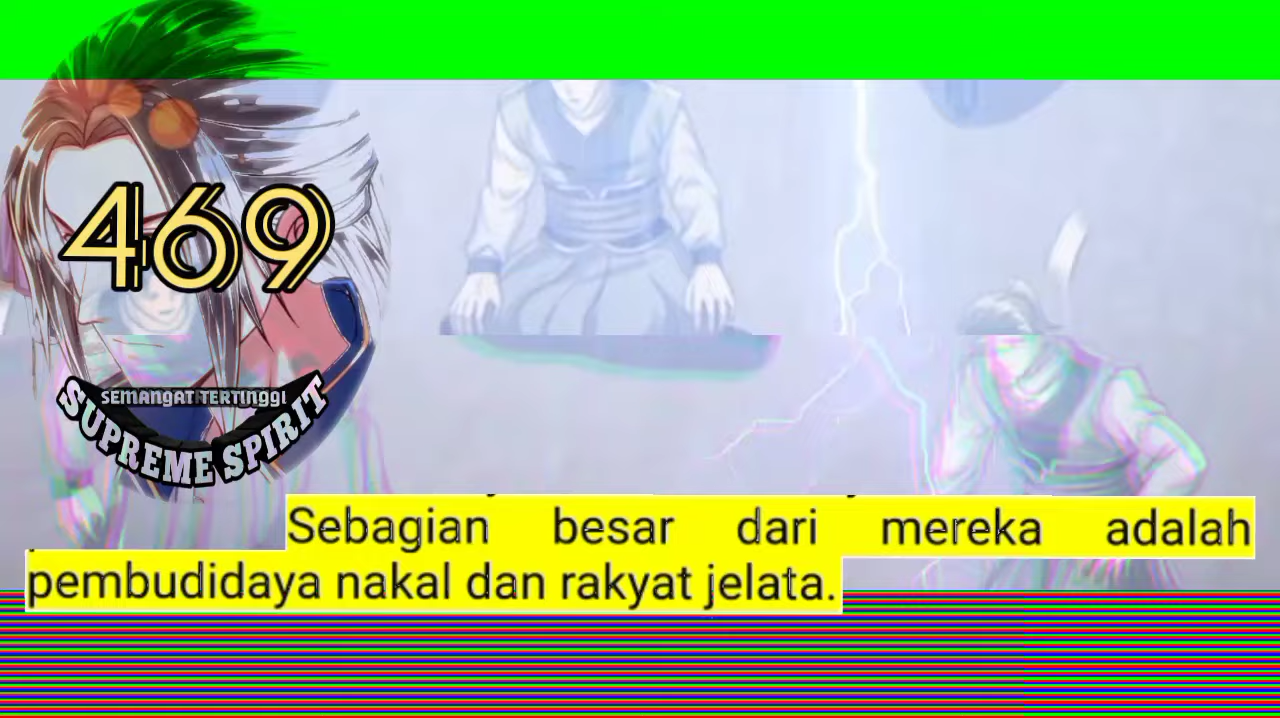 469
SEMANGAT TERTINGGI
SUPREME SPIRIT
Sebagian besar dari mereka adalah
pembudidaya nakal dan rakyat jelata.